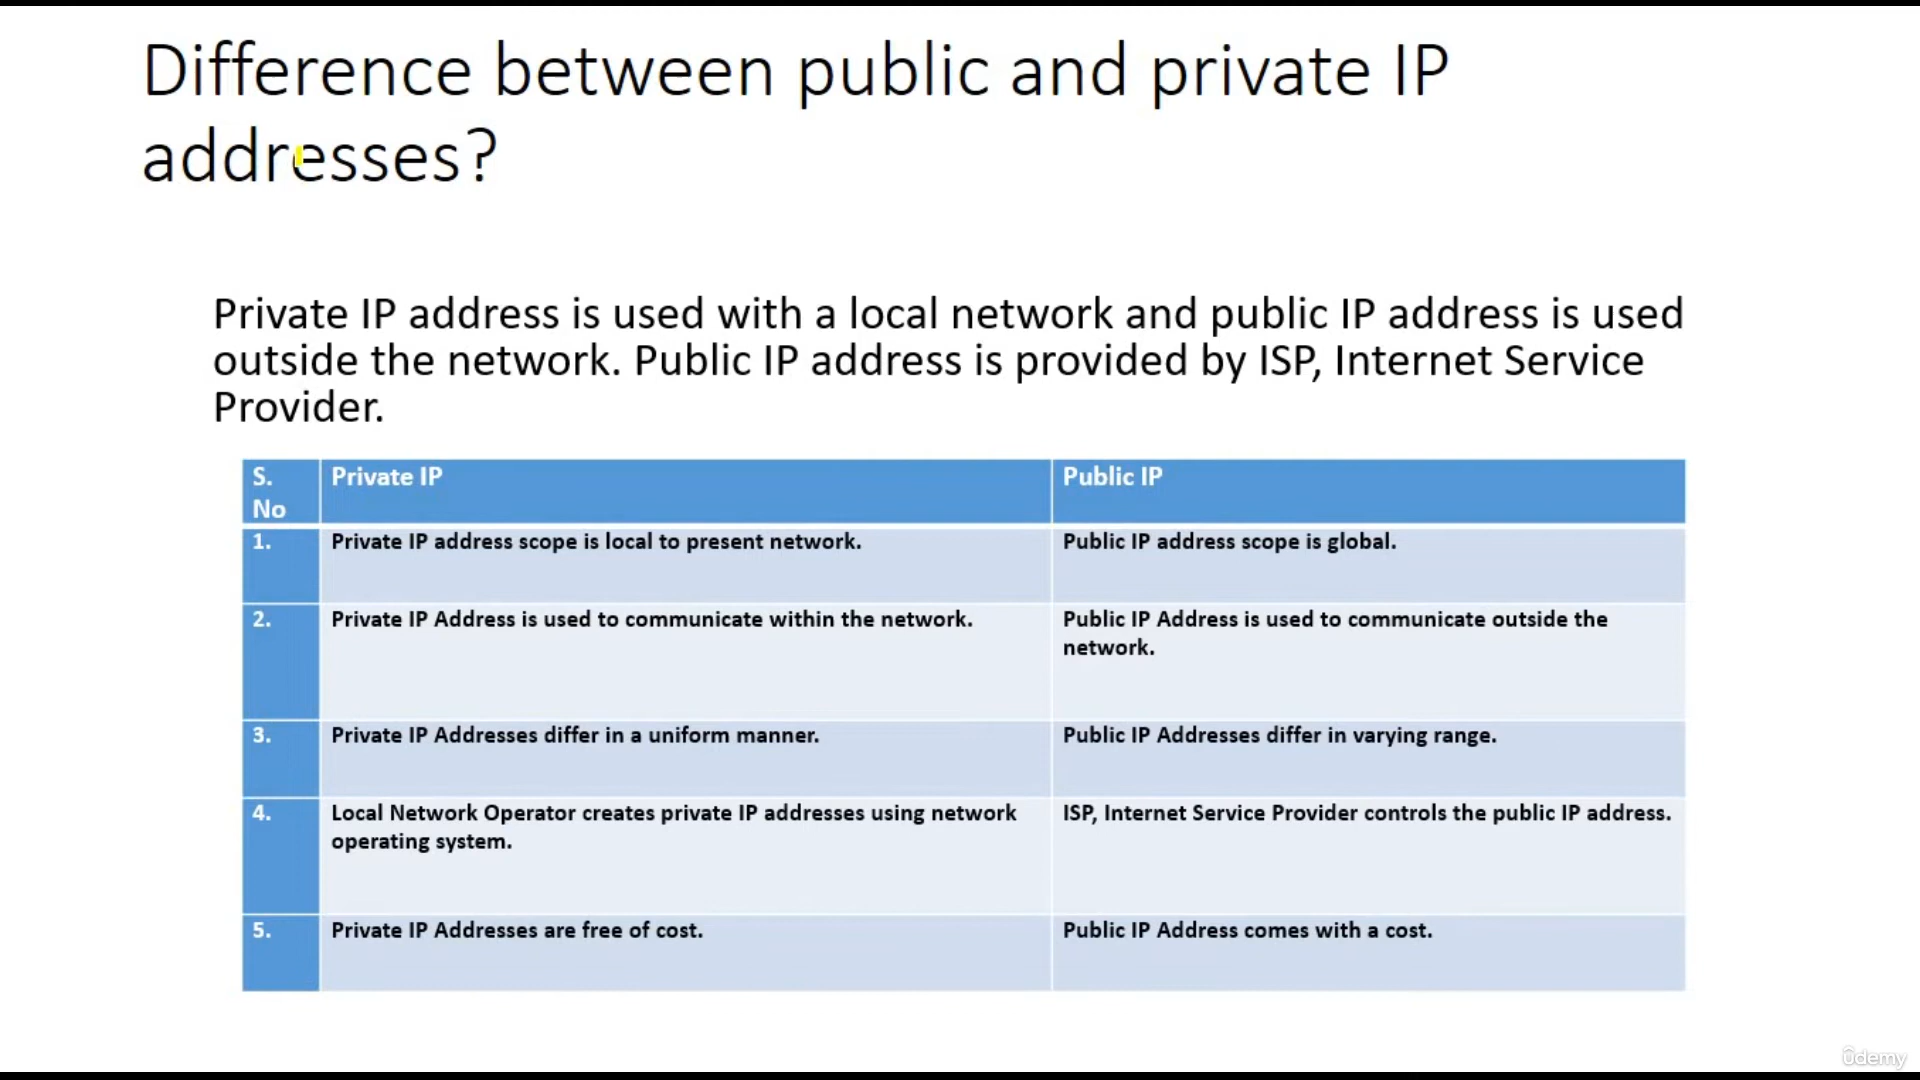 Difference between public and private IP
addresses?
Private IP address is used with a local network and public IP address is used
outside the network. Public IP address is provided by ISP, Internet Service
Provider.
S. No Private IP Public IP
1. Private IP address scope is local to present network. Public IP address scope is global.
2. Private IP Address is used to communicate within the network. Public IP Address is used to communicate outside the
network.
3. Private IP Addresses differ in a uniform manner. Public IP Addresses differ in varying range.
4. Local Network Operator creates private IP addresses using network
operating system.
ISP, Internet Service Provider controls the public IP address.
5. Private IP Addresses are free of cost. Public IP Address comes with a cost.
ûdemy